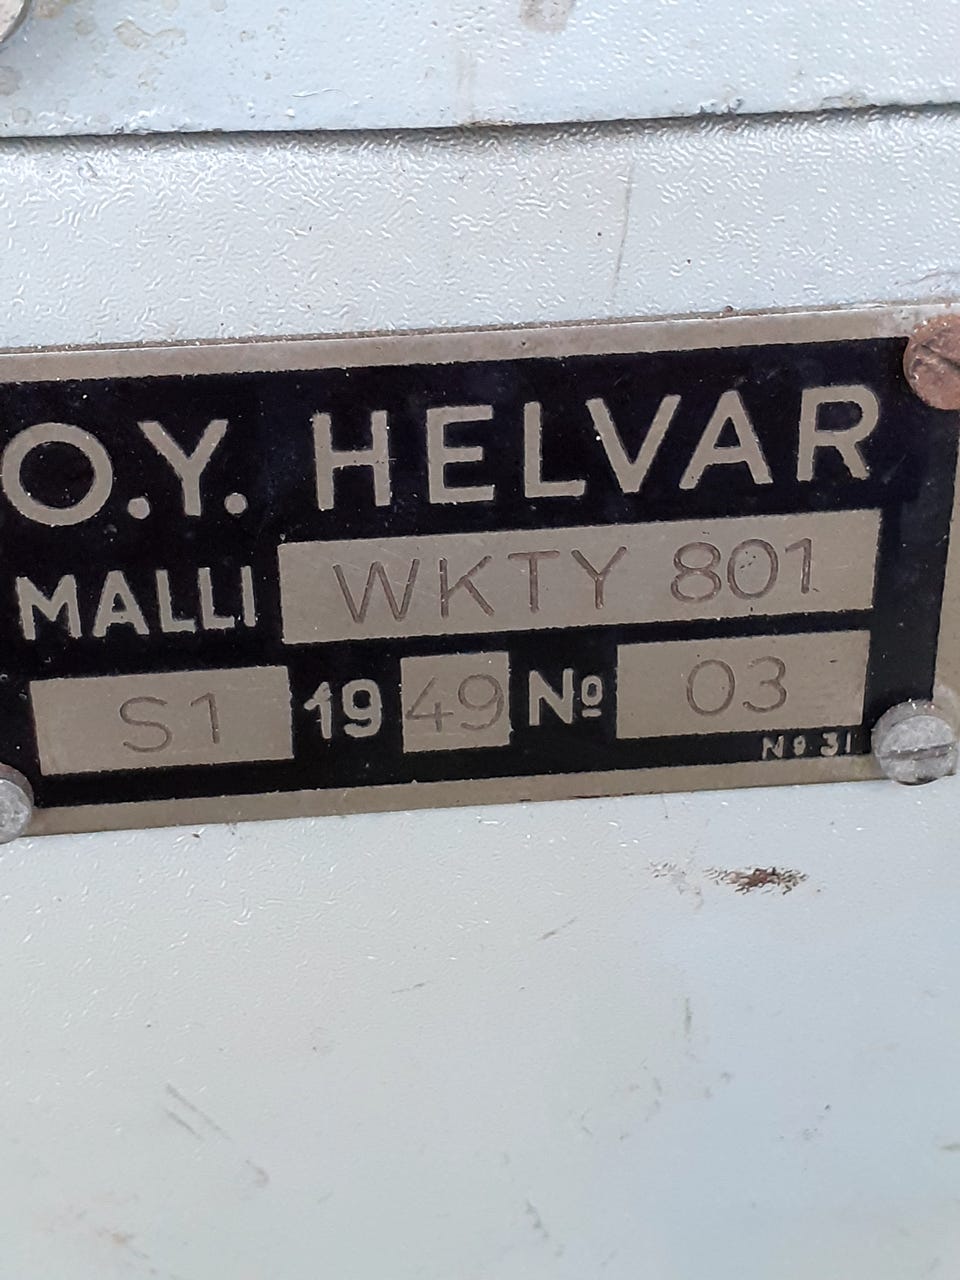 O.Y. HELVAR
MALLI WKTY 801
S1 1949 Nº 03
Nº 31